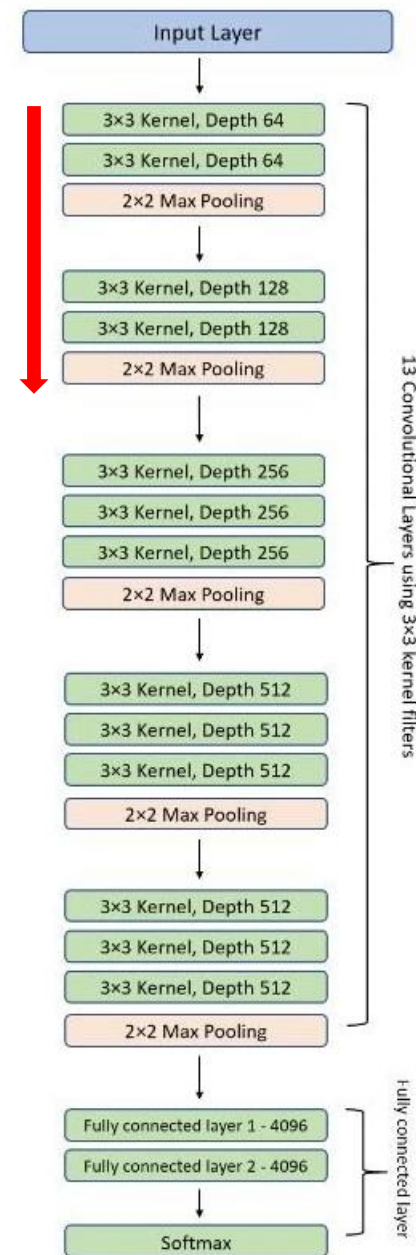 Input Layer
3×3 Kernel, Depth 64
3×3 Kernel, Depth 64
2×2 Max Pooling
3×3 Kernel, Depth 128
3×3 Kernel, Depth 128
2×2 Max Pooling
3×3 Kernel, Depth 256
3×3 Kernel, Depth 256
3×3 Kernel, Depth 256
2×2 Max Pooling
3×3 Kernel, Depth 512
3×3 Kernel, Depth 512
3×3 Kernel, Depth 512
2×2 Max Pooling
3×3 Kernel, Depth 512
3×3 Kernel, Depth 512
3×3 Kernel, Depth 512
2×2 Max Pooling
13 Convolutional Layers using 3×3 kernel filters
Fully connected layer 1 - 4096
Fully connected layer 2 - 4096
Softmax
Fully connected layer